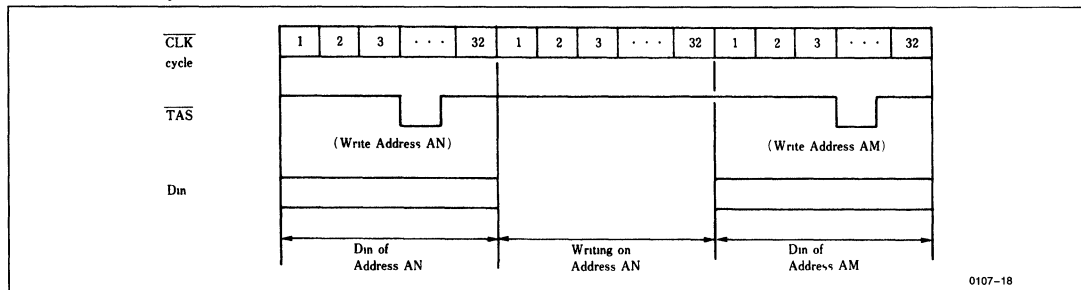 CLK 1 2 3 · · · 32 1 2 3 · · · 32 1 2 3 · · · 32
cycle
TAS
(Write Address AN) (Write Address AM)
Din
Din of Writing on Din of
Address AN Address AN Address AM
0107-18